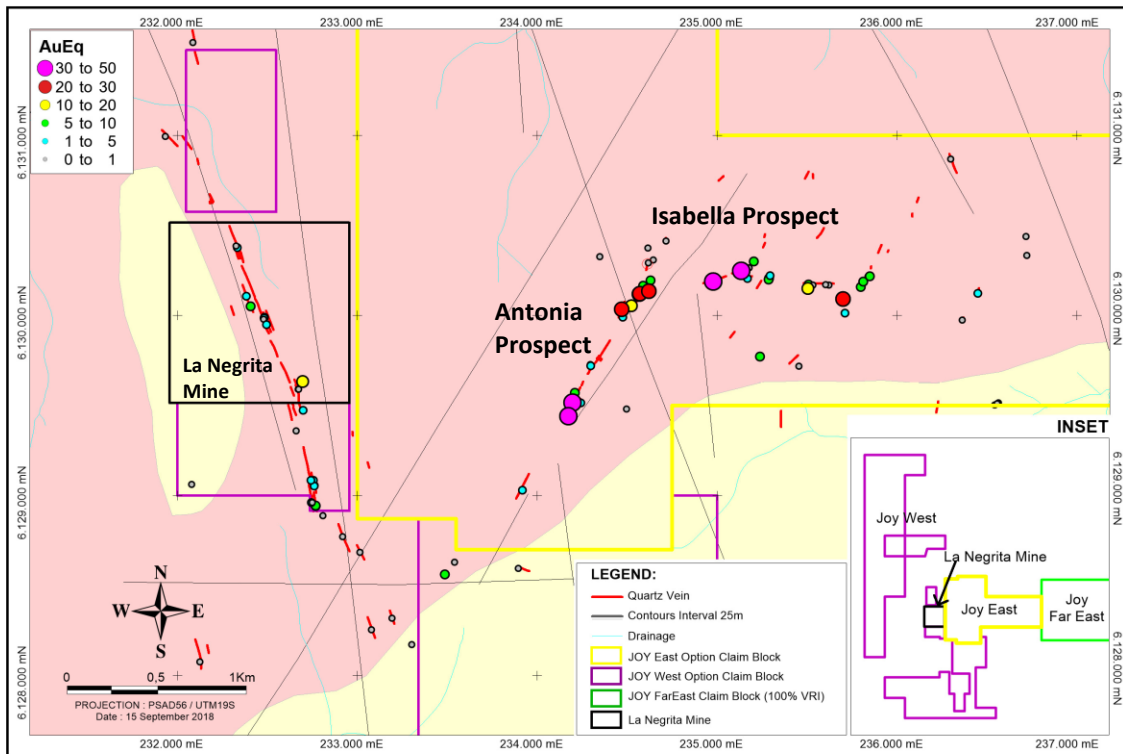 232.000 mE
233.000 mE
234.000 mE
235.000 mE
236.000 mE
237.000 mE
AuEq
30 to 50
20 to 30
10 to 20
5 to 10
1 to 5
0 to 1
6.131.000 mN
6.131.000 mN
Isabella Prospect
Antonia
Prospect
La Negrita
Mine
6.130.000 mN
6.130.000 mN
INSET
6.129.000 mN
6.129.000 mN
Joy West
La Negrita Mine
Joy East
Joy
Far East
N
W
E
S
0
0,5
1Km
PROJECTION : PSAD56 / UTM19S
Date : 15 September 2018
LEGEND:
Quartz Vein
Contours Interval 25m
Drainage
JOY East Option Claim Block
JOY West Option Claim Block
JOY FarEast Claim Block (100% VRI)
La Negrita Mine
6.128.000 mN
6.128.000 mN
232.000 mE
233.000 mE
234.000 mE
235.000 mE
236.000 mE
237.000 mE